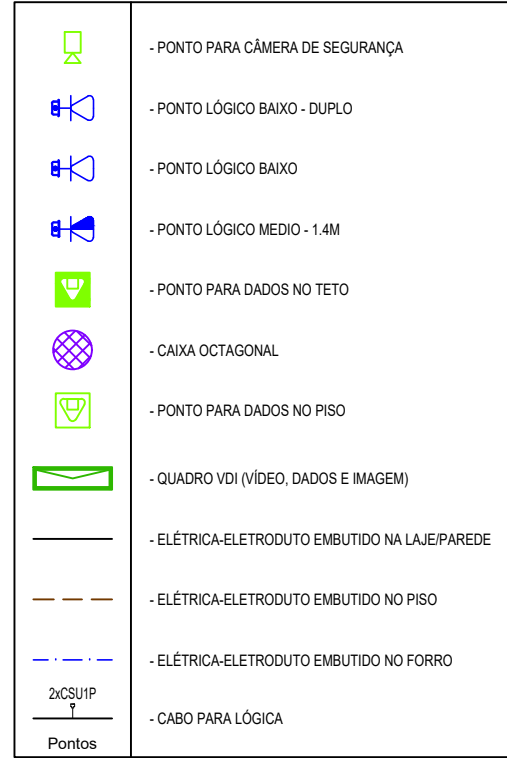 - PONTO PARA CÂMERA DE SEGURANÇA
- PONTO LÓGICO BAIXO - DUPLO
- PONTO LÓGICO BAIXO
- PONTO LÓGICO MEDIO - 1.4M
- PONTO PARA DADOS NO TETO
- CAIXA OCTAGONAL
- PONTO PARA DADOS NO PISO
- QUADRO VDI (VÍDEO, DADOS E IMAGEM)
- ELÉTRICA-ELETRODUTO EMBUTIDO NA LAJE/PAREDE
- ELÉTRICA-ELETRODUTO EMBUTIDO NO PISO
- ELÉTRICA-ELETRODUTO EMBUTIDO NO FORRO
2xCSU1P
- CABO PARA LÓGICA
Pontos